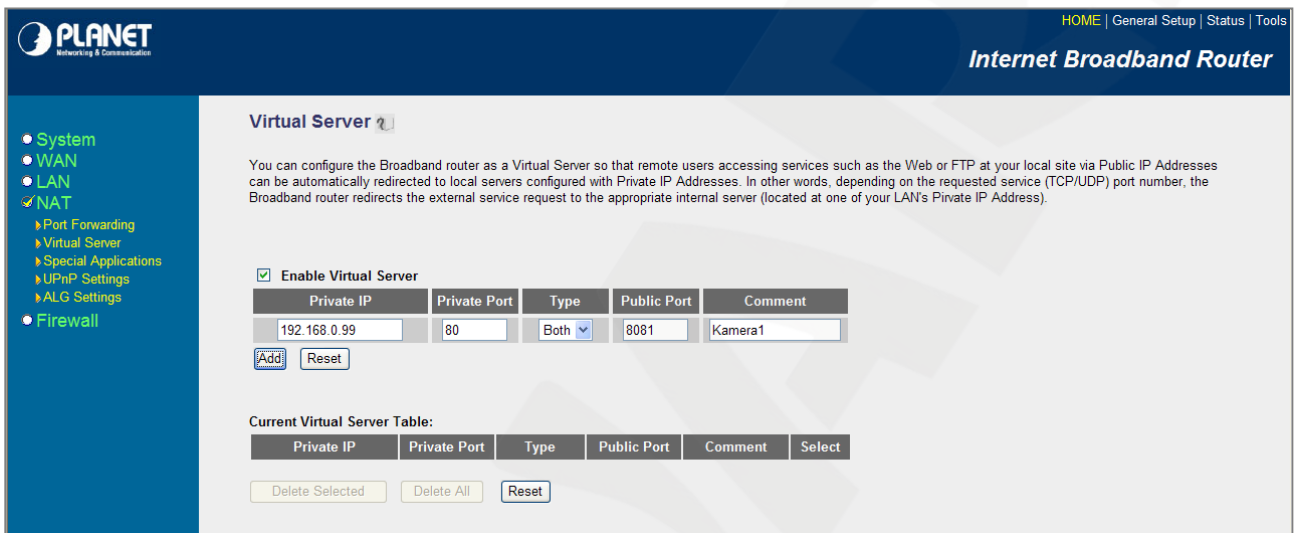 PLANET
Networking & Communication
HOME | General Setup | Status | Tools
Internet Broadband Router
System
WAN
LAN
NAT
Port Forwarding
Virtual Server
Special Applications
UPnP Settings
ALG Settings
Firewall
Virtual Server
You can configure the Broadband router as a Virtual Server so that remote users accessing services such as the Web or FTP at your local site via Public IP Addresses
can be automatically redirected to local servers configured with Private IP Addresses. In other words, depending on the requested service (TCP/UDP) port number, the
Broadband router redirects the external service request to the appropriate internal server (located at one of your LAN's Private IP Address).
Enable Virtual Server
Private IP Private Port Type Public Port Comment
192.168.0.99 80 Both 8081 Kamera1
Add Reset
Current Virtual Server Table:
Private IP Private Port Type Public Port Comment Select
Delete Selected Delete All Reset